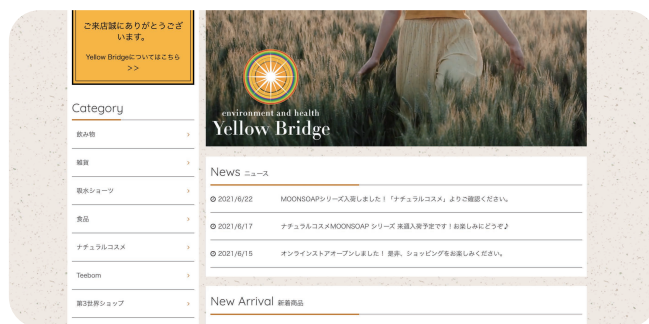 ご来店誠にありがとうござ
います。
Yellow Bridgeについてはこちら
>>
Category
飲み物
雑貨
吸水ショーツ
食品
ナチュラルコスメ
Teebom
第3世界ショップ
environment and health
Yellow Bridge
News ニュース
2021/6/22 MOONSOAPシリーズ入荷しました!「ナチュラルコスメ」よりご確認ください。
2021/6/17 ナチュラルコスメMOONSOAP シリーズ 来週入荷予定です!お楽しみにどうぞ♪
2021/6/15 オンラインストアオープンしました! 是非、ショッピングをお楽しみください。
New Arrival 新着商品